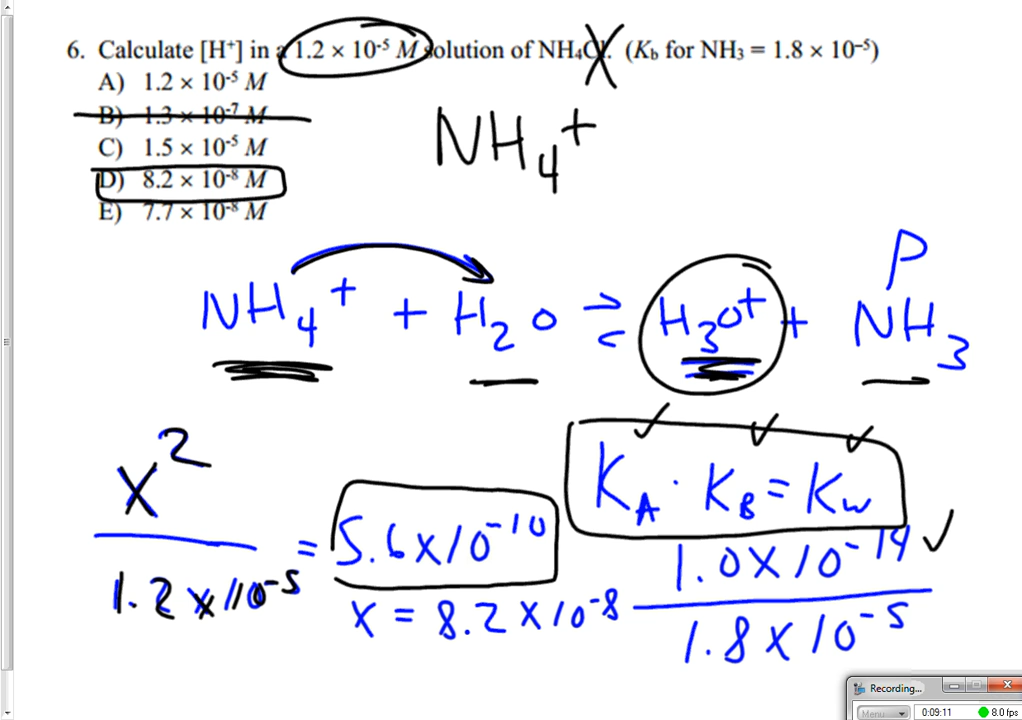 6. Calculate [H⁺] in a 1.2 × 10⁻⁵ M solution of NH₄Cl. (Kb for NH₃ = 1.8 × 10⁻⁵)
A) 1.2 × 10⁻⁵ M
B) 1.3 × 10⁻⁷ M
C) 1.5 × 10⁻⁵ M
D) 8.2 × 10⁻⁸ M
E) 7.7 × 10⁻⁸ M
X
NH₄⁺
P
NH₄⁺ + H₂O ⇌ H₃O⁺ + NH₃
x²
1.2 x 10⁻⁵
= 5.6 x 10⁻¹⁰
x = 8.2 x 10⁻⁸
K_A · K_B = K_W
1.0 x 10⁻¹⁴
1.8 x 10⁻⁵
Recording...
Menu
0:09:11
8.0 fps